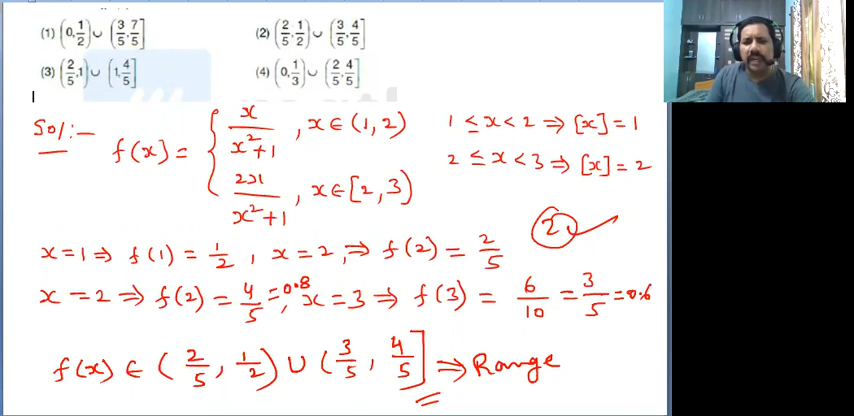 (1) (0, 1/2) ∪ (3/5, 7/5] (2) (2/5, 1/2) ∪ (3/5, 4/5]
(3) (2/5, 1) ∪ (1, 4/5] (4) (0, 1/3) ∪ (2/5, 4/5]
Sol:- f(x) = { x/(x²+1), x ∈ (1, 2) 1 ≤ x < 2 ⇒ [x] = 1
2x/(x²+1), x ∈ [2, 3) 2 ≤ x < 3 ⇒ [x] = 2
2 ✓
x = 1 ⇒ f(1) = 1/2, x = 2, ⇒ f(2) = 2/5
x = 2 ⇒ f(2) = 4/5 = 0.8, x = 3 ⇒ f(3) = 6/10 = 3/5 = 0.6
f(x) ∈ (2/5, 1/2) ∪ (3/5, 4/5] ⇒ Range